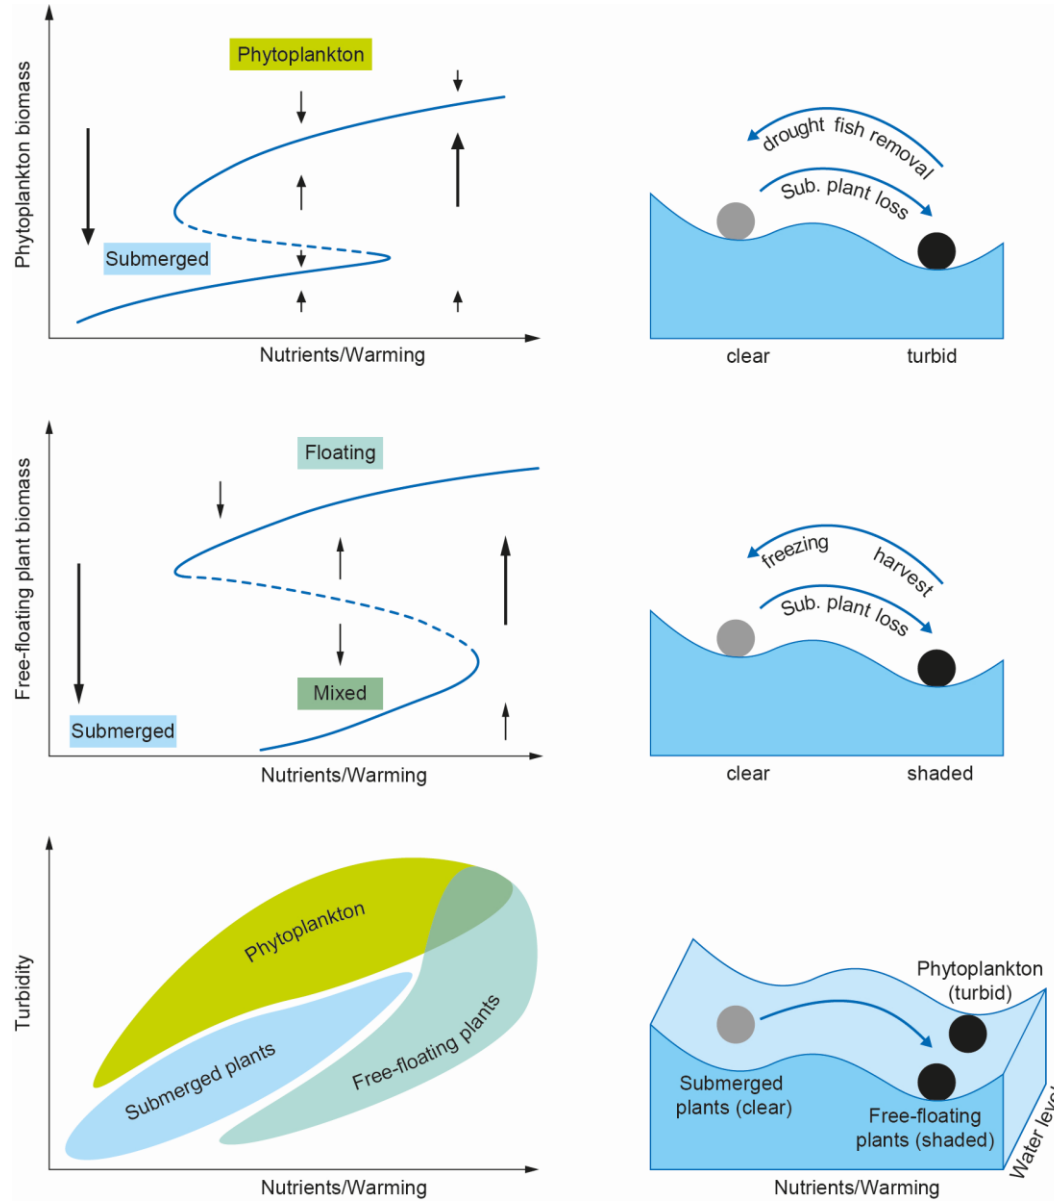 Phytoplankton biomass
Phytoplankton
Submerged
Nutrients/Warming
drought fish removal
Sub. plant loss
clear
turbid
Free-floating plant biomass
Floating
Mixed
Submerged
Nutrients/Warming
freezing harvest
Sub. plant loss
clear
shaded
Turbidity
Phytoplankton
Submerged plants
Free-floating plants
Nutrients/Warming
Phytoplankton
(turbid)
Submerged
plants (clear)
Free-floating
plants (shaded)
Water level
Nutrients/Warming